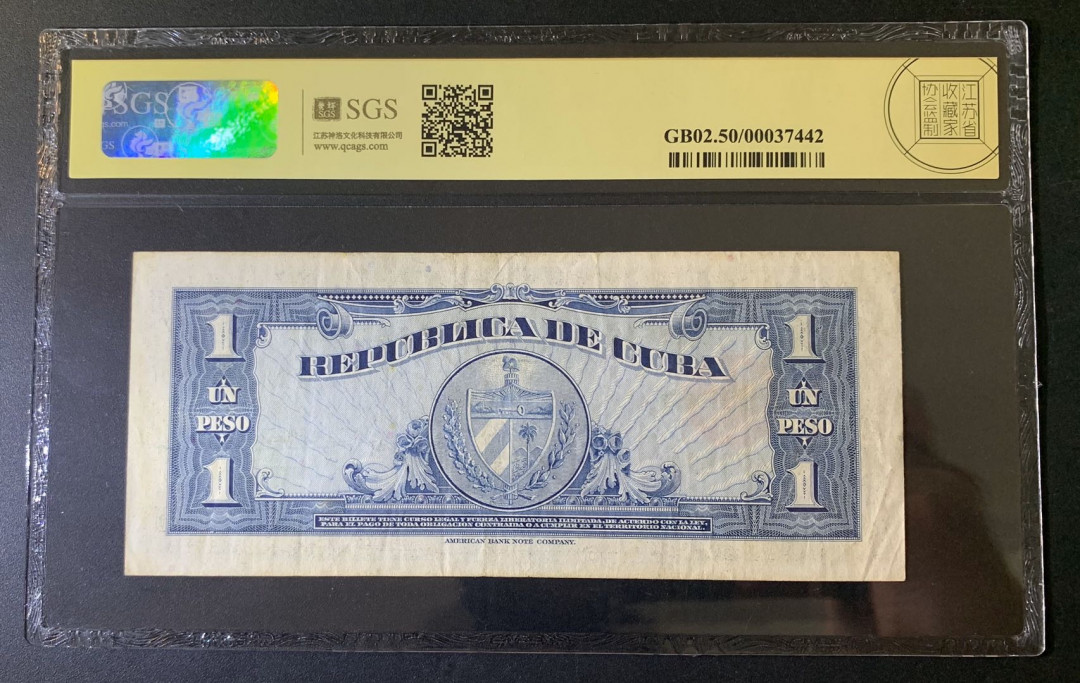 SGS
SGS
SGS
江苏神浩文化科技有限公司
www.qcags.com
GB02.50/00037442
江苏省
收藏家
协会监制
REPUBLICA DE CUBA
1
UN
PESO
1
1
UN
PESO
1
ESTE BILLETE TIENE CURSO LEGAL Y FUERZA LIBERATORIA ILIMITADA, DE ACUERDO CON LA LEY,
PARA EL PAGO DE TODA OBLIGACION CONTRAIDA O A CUMPLIR EN EL TERRITORIO NACIONAL.
AMERICAN BANK NOTE COMPANY.